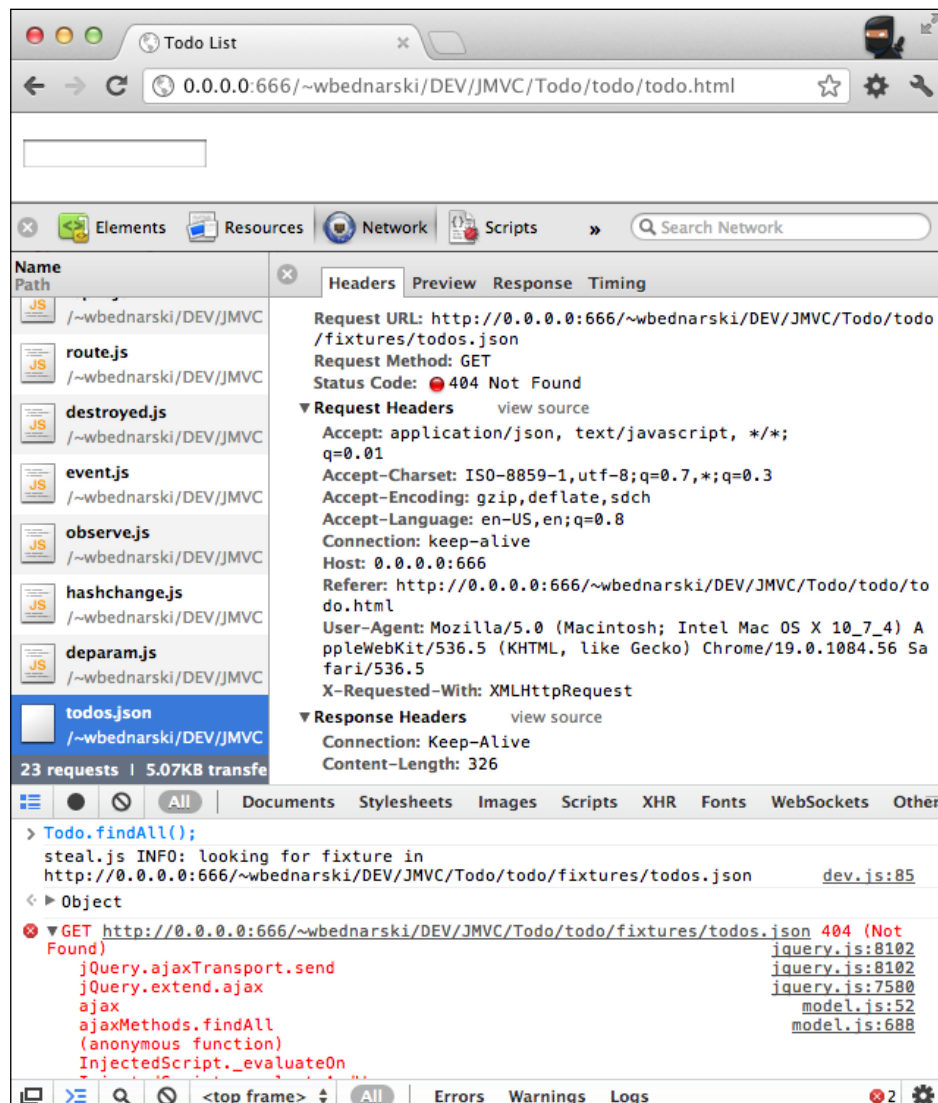 Todo List
0.0.0.0:666/~wbednarski/DEV/JMVC/Todo/todo/todo.html
Elements Resources Network Scripts » Search Network
Name
Path
/~wbednarski/DEV/JMVC
route.js
/~wbednarski/DEV/JMVC
destroyed.js
/~wbednarski/DEV/JMVC
event.js
/~wbednarski/DEV/JMVC
observe.js
/~wbednarski/DEV/JMVC
hashchange.js
/~wbednarski/DEV/JMVC
deparam.js
/~wbednarski/DEV/JMVC
todos.json
/~wbednarski/DEV/JMVC
23 requests | 5.07KB transfe
Headers Preview Response Timing
Request URL: http://0.0.0.0:666/~wbednarski/DEV/JMVC/Todo/todo
/fixtures/todos.json
Request Method: GET
Status Code: 404 Not Found
▼Request Headers view source
Accept: application/json, text/javascript, */*;
q=0.01
Accept-Charset: ISO-8859-1,utf-8;q=0.7,*;q=0.3
Accept-Encoding: gzip,deflate,sdch
Accept-Language: en-US,en;q=0.8
Connection: keep-alive
Host: 0.0.0.0:666
Referer: http://0.0.0.0:666/~wbednarski/DEV/JMVC/Todo/todo/to
do.html
User-Agent: Mozilla/5.0 (Macintosh; Intel Mac OS X 10_7_4) A
ppleWebKit/536.5 (KHTML, like Gecko) Chrome/19.0.1084.56 Sa
fari/536.5
X-Requested-With: XMLHttpRequest
▼Response Headers view source
Connection: Keep-Alive
Content-Length: 326
All Documents Stylesheets Images Scripts XHR Fonts WebSockets Other
> Todo.findAll();
steal.js INFO: looking for fixture in
http://0.0.0.0:666/~wbednarski/DEV/JMVC/Todo/todo/fixtures/todos.json dev.js:85
▶ Object
▼GET http://0.0.0.0:666/~wbednarski/DEV/JMVC/Todo/todo/fixtures/todos.json 404 (Not
Found) jquery.js:8102
jQuery.ajaxTransport.send jquery.js:8102
jQuery.extend.ajax jquery.js:7580
ajax model.js:52
ajaxMethods.findAll model.js:688
(anonymous function)
InjectedScript._evaluateOn
<top frame> All Errors Warnings Logs 2